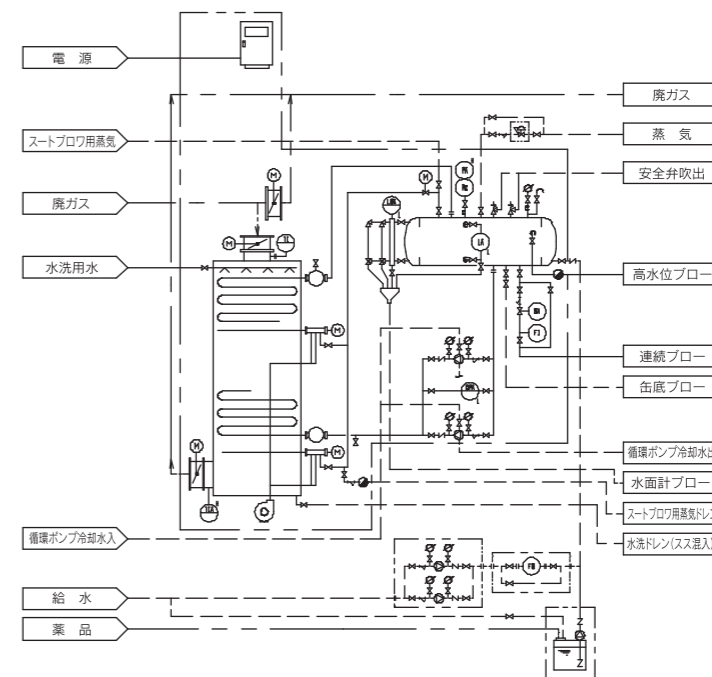 電 源
スートブロワ用蒸気
廃ガス
水洗用水
循環ポンプ冷却水入
給 水
薬 品
廃ガス
蒸 気
安全弁吹出
高水位ブロー
連続ブロー
缶底ブロー
循環ポンプ冷却水出
水面計ブロー
スートブロワ用蒸気ドレン
水洗ドレン(スス混入)
M
M
M
M
M
M
LA
FI